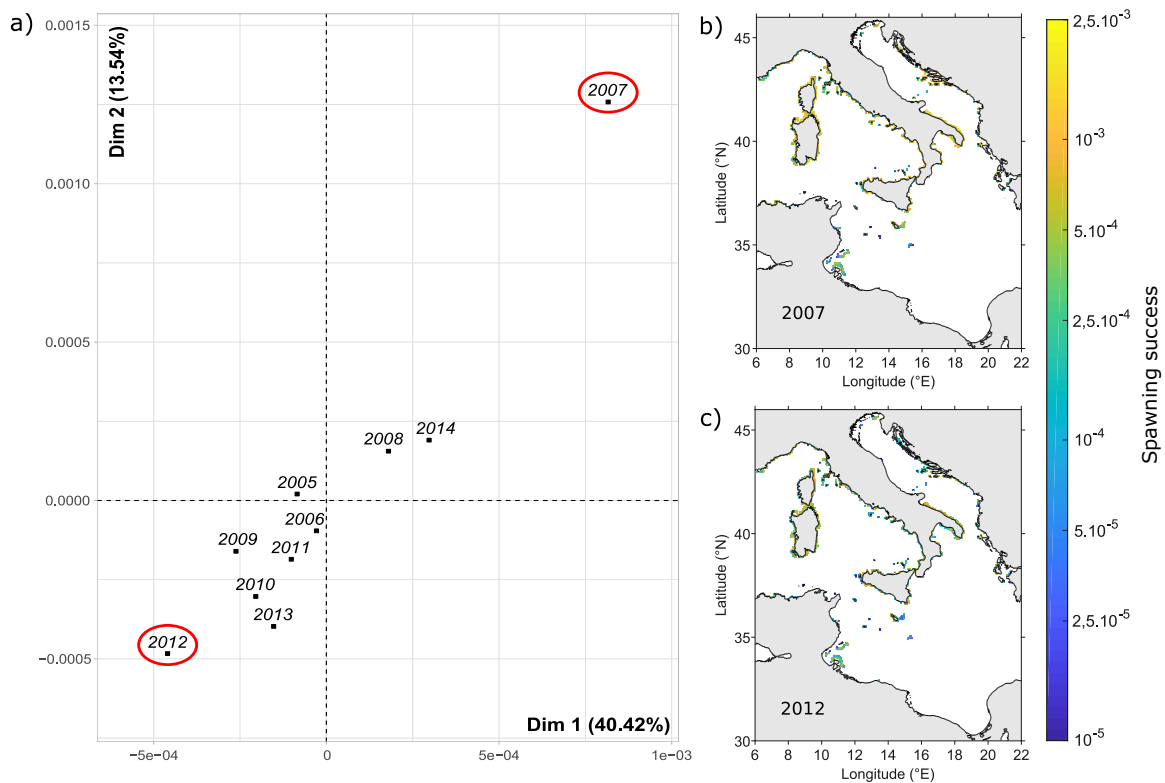 a)
0.0015
0.0010
0.0005
0.0000
−0.0005
Dim 2 (13.54%)
2007
2008
2014
2005
2006
2009
2011
2010
2013
2012
Dim 1 (40.42%)
−5e−04
0
5e−04
1e−03
b)
45
40
35
30
Latitude (°N)
2007
6 8 10 12 14 16 18 20 22
Longitude (°E)
c)
45
40
35
30
Latitude (°N)
2012
6 8 10 12 14 16 18 20 22
Longitude (°E)
2,5.10⁻³
10⁻³
5.10⁻⁴
2,5.10⁻⁴
10⁻⁴
5.10⁻⁵
2,5.10⁻⁵
10⁻⁵
Spawning success